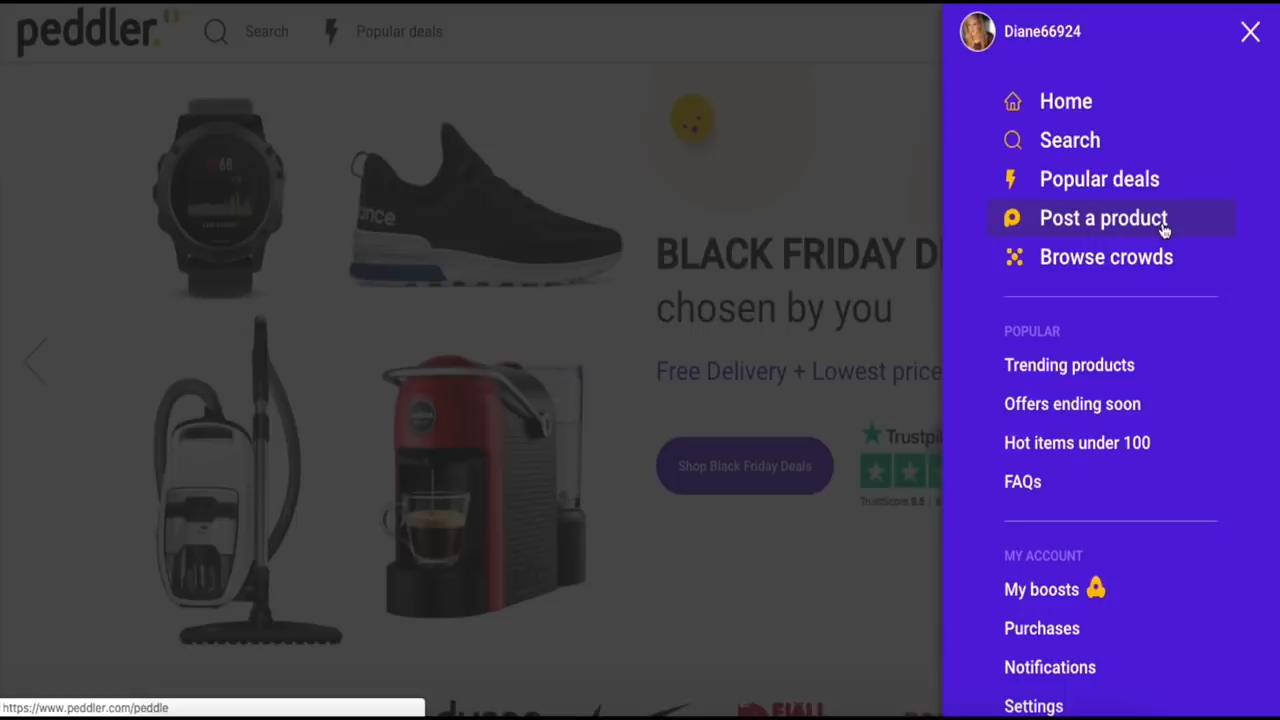 peddler.
Search
Popular deals
Diane66924
Home
Search
Popular deals
Post a product
Browse crowds
POPULAR
Trending products
Offers ending soon
Hot items under 100
FAQs
MY ACCOUNT
My boosts
Purchases
Notifications
Settings
BLACK FRIDAY D
chosen by you
Free Delivery + Lowest price
Shop Black Friday Deals
Trustpil
ance
https://www.peddler.com/peddle